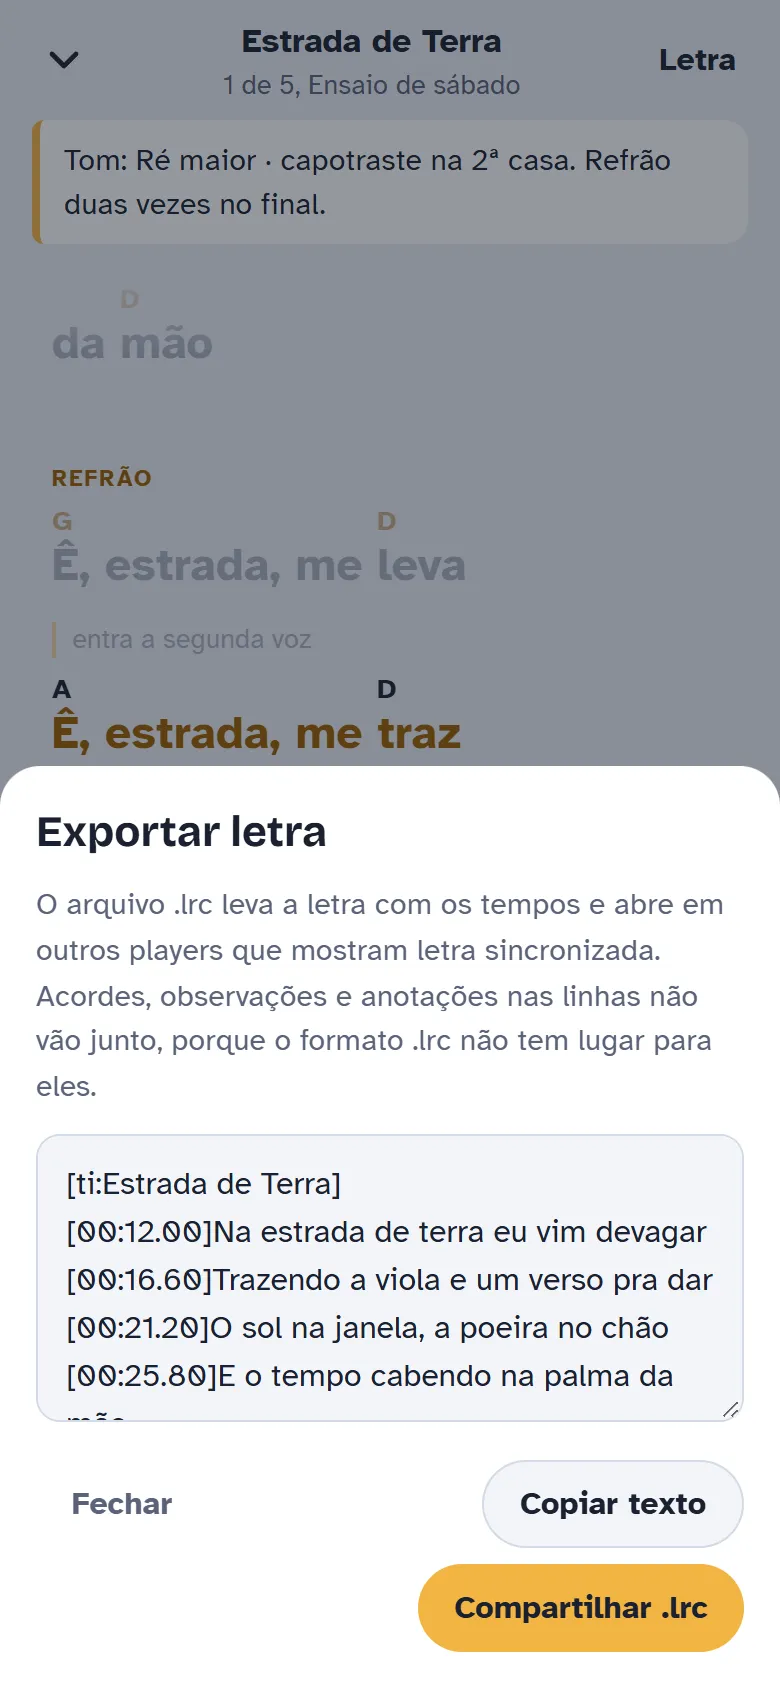 Estrada de Terra
1 de 5, Ensaio de sábado
Letra
Tom: Ré maior · capotraste na 2ª casa. Refrão
duas vezes no final.
D
da mão
REFRÃO
G D
Ê, estrada, me leva
entra a segunda voz
A D
Ê, estrada, me traz
Exportar letra
O arquivo .lrc leva a letra com os tempos e abre em
outros players que mostram letra sincronizada.
Acordes, observações e anotações nas linhas não
vão junto, porque o formato .lrc não tem lugar para
eles.
[ti:Estrada de Terra]
[00:12.00]Na estrada de terra eu vim devagar
[00:16.60]Trazendo a viola e um verso pra dar
[00:21.20]O sol na janela, a poeira no chão
[00:25.80]E o tempo cabendo na palma da
mão
Fechar
Copiar texto
Compartilhar .lrc